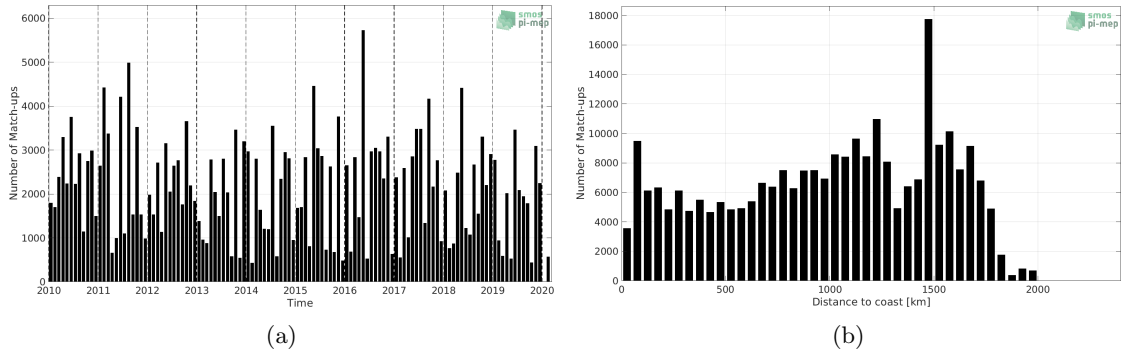 6000
5000
4000
3000
2000
1000
0
Number of Match-ups
2010 2011 2012 2013 2014 2015 2016 2017 2018 2019 2020
Time
smos
pi-mep
(a)
18000
16000
14000
12000
10000
8000
6000
4000
2000
0
Number of Match-ups
0 500 1000 1500 2000
Distance to coast [km]
smos
pi-mep
(b)